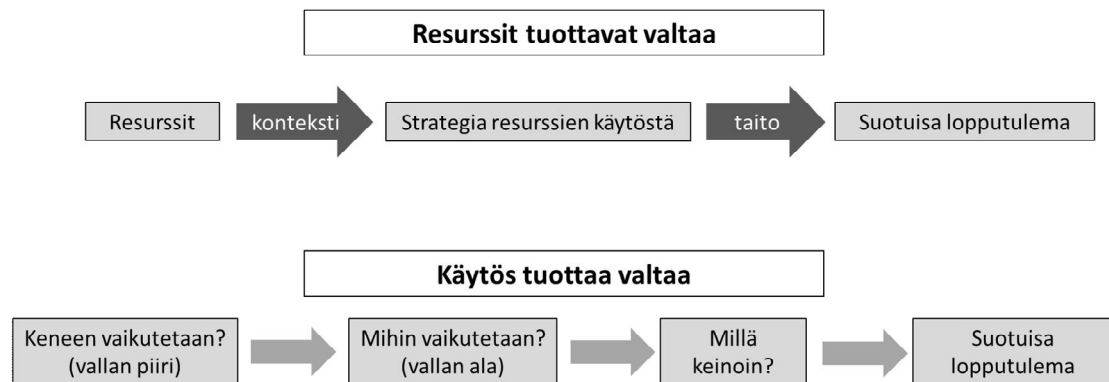 Resurssit tuottavat valtaa
Resurssit
konteksti
Strategia resurssien käytöstä
taito
Suotuisa lopputulema
Käytös tuottaa valtaa
Keneen vaikutetaan?
(vallan piiri)
Mihin vaikutetaan?
(vallan ala)
Millä
keinoin?
Suotuisa
lopputulema